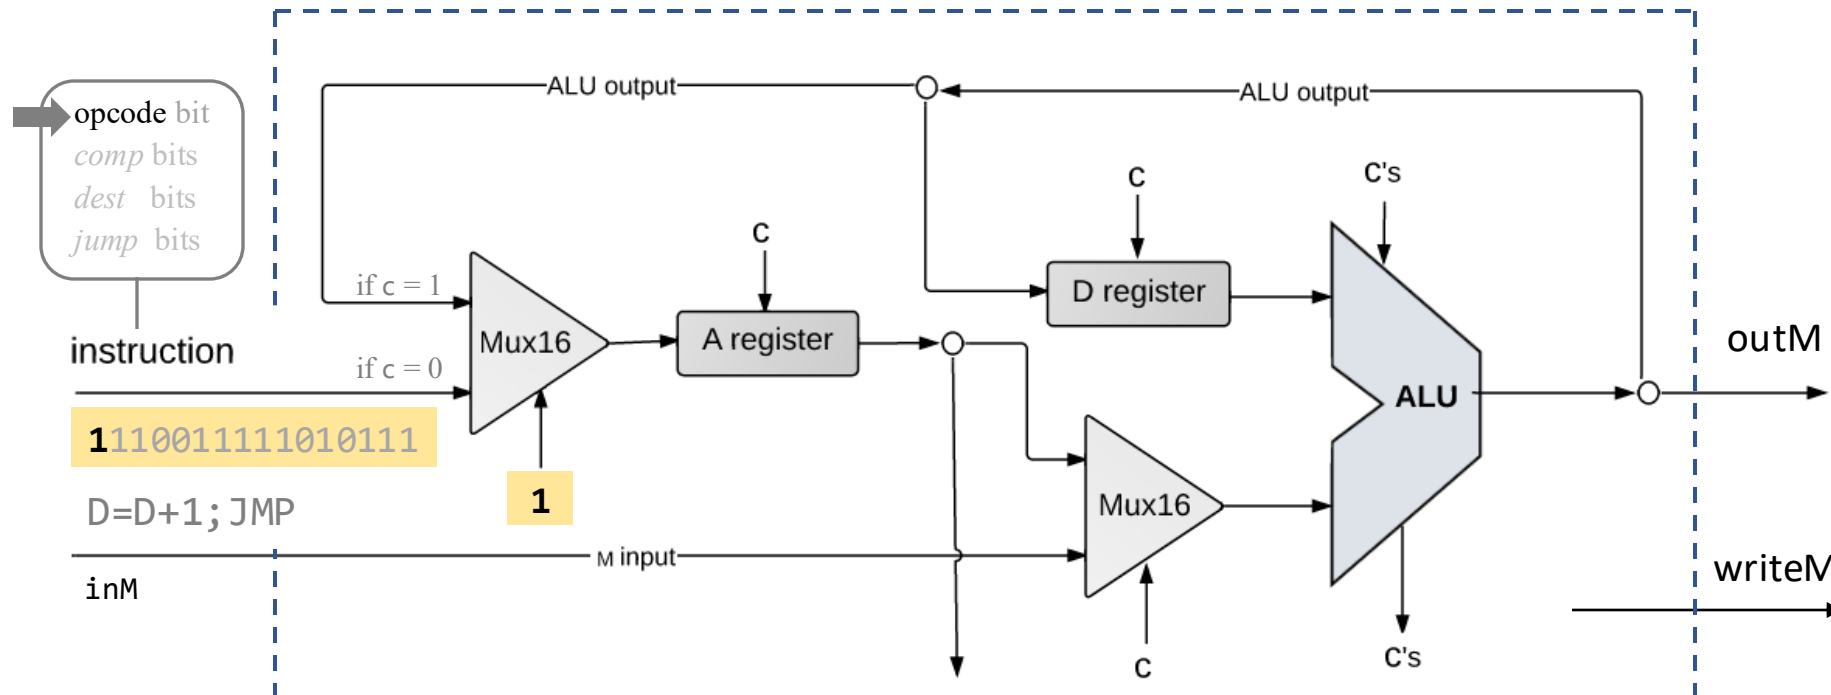 ALU output
ALU output
opcode bit
comp bits
dest bits
jump bits
c
c's
c
if c = 1
D register
A register
Mux16
instruction
if c = 0
outM
ALU
1110011111010111
1
D=D+1;JMP
Mux16
M input
inM
writeM
c
c's